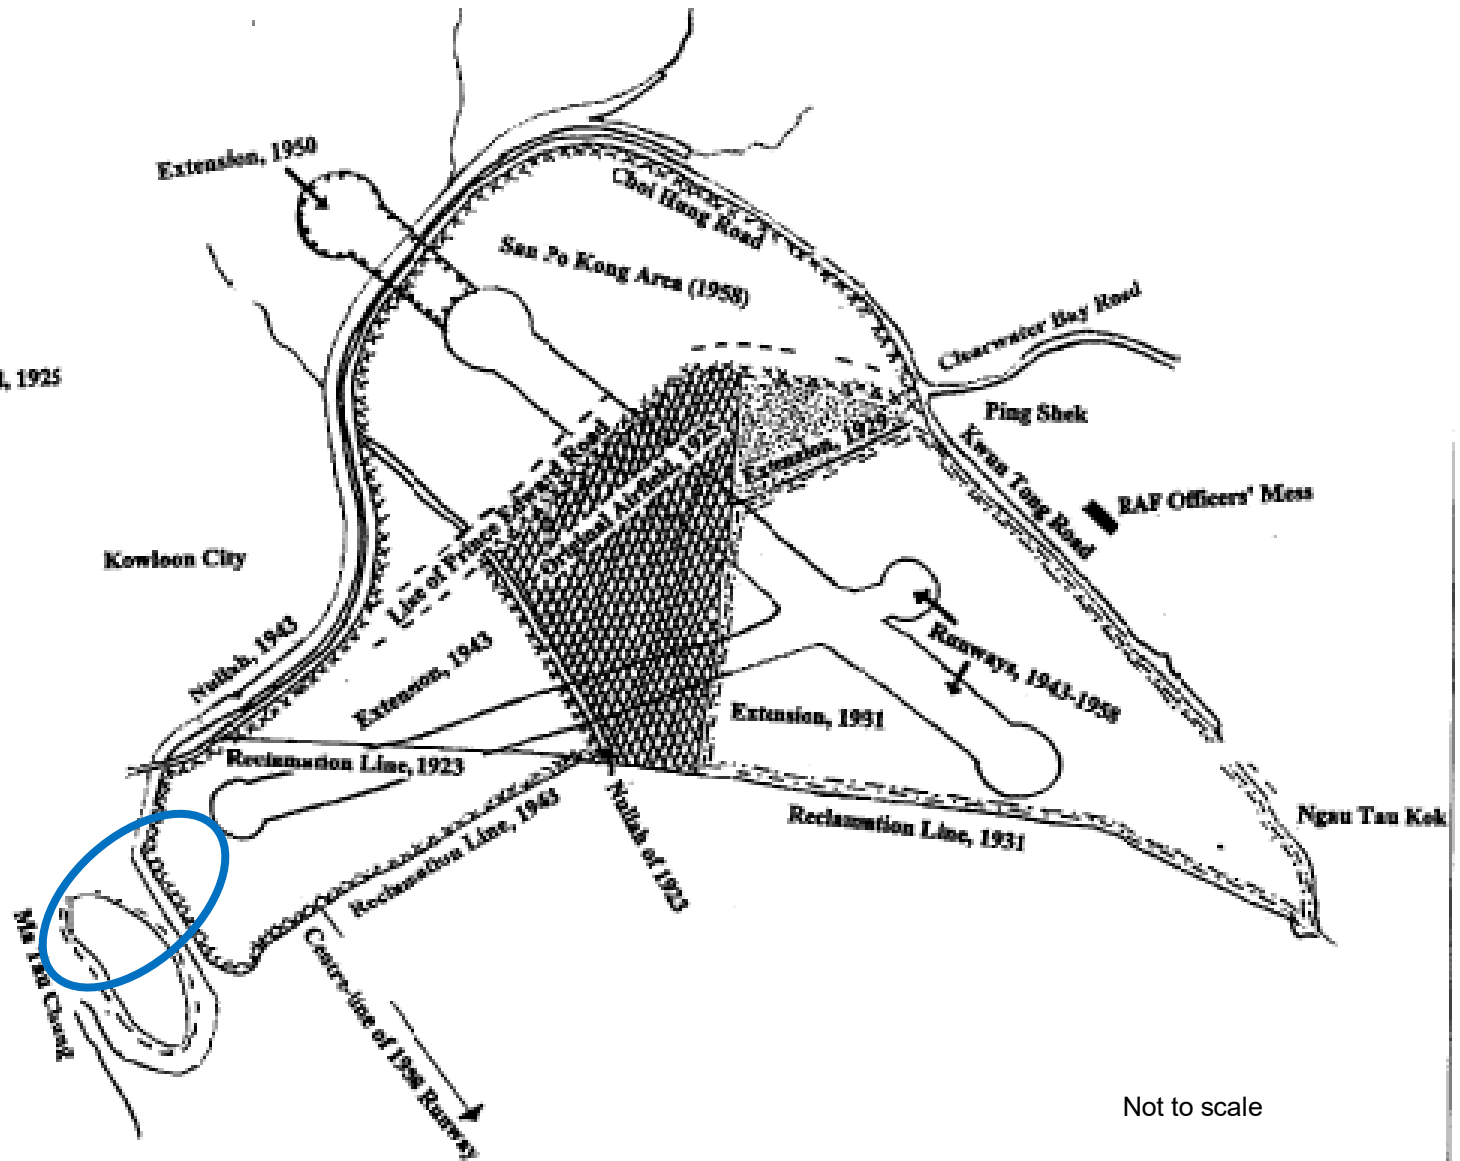 Extension, 1950
Choi Hung Road
San Po Kong Area (1958)
Clearwater Bay Road
, 1925
Ping Shek
Extension, 1929
Kwun Tong Road
Line of Prince Edward Road
Original Airfield,
RAF Officers' Mess
Kowloon City
Nullah, 1943
Extension, 1943
Runways, 1943-1958
Extension, 1931
Reclamation Line, 1923
Reclamation Line, 1943
Nullah of 1923
Reclamation Line, 1931
Ngau Tau Kok
Ma Tau Chung
Centre-line of 1958 Runway
Not to scale